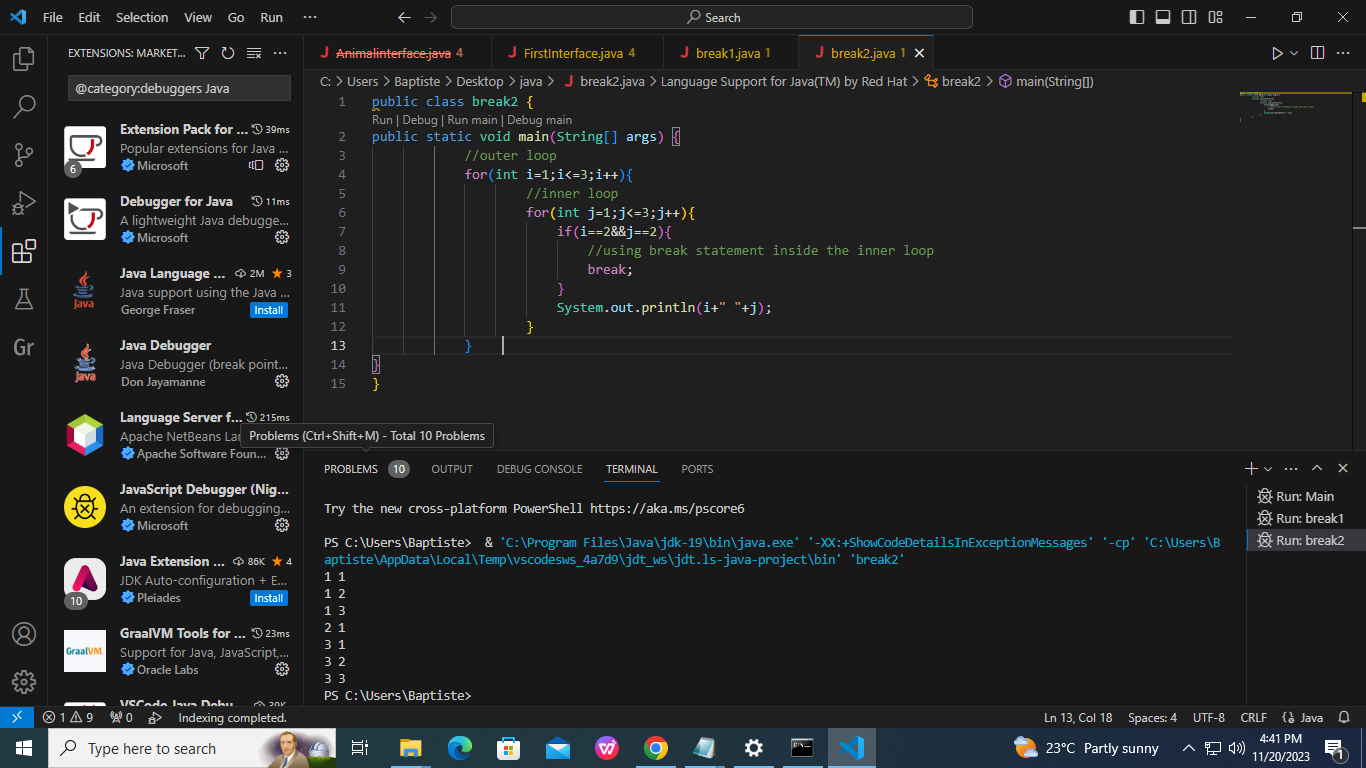 File Edit Selection View Go Run ··· Search
EXTENSIONS: MARKET...
@category:debuggers Java
Extension Pack for ... 39ms
Popular extensions for Java ...
6 Microsoft
Debugger for Java 11ms
A lightweight Java debugge...
Microsoft
Java Language ... 2M 3
Java support using the Java ...
George Fraser Install
Java
Java Debugger
Java Debugger (break point...
Don Jayamanne
Java
Language Server f... 215ms
Apache NetBeans Lan
Apache Software Foun...
JavaScript Debugger (Nig...
An extension for debugging...
Microsoft
Java Extension ... 86K 4
JDK Auto-configuration + E...
10 Pleiades Install
GraalVM Tools for ... 23ms
GraalVM Support for Java, JavaScript,...
Oracle Labs
VSCode Java Debu... 39K
Gr
AnimalInterface.java 4 FirstInterface.java 4 break1.java 1 break2.java 1
C: > Users > Baptiste > Desktop > java > J break2.java > Language Support for Java(TM) by Red Hat > break2 > main(String[])
1 public class break2 {
Run | Debug | Run main | Debug main
2 public static void main(String[] args) {
3 //outer loop
4 for(int i=1;i<=3;i++){
5 //inner loop
6 for(int j=1;j<=3;j++){
7 if(i==2&&j==2){
8 //using break statement inside the inner loop
9 break;
10 }
11 System.out.println(i+" "+j);
12 }
13 }
14 }
15 }
Problems (Ctrl+Shift+M) - Total 10 Problems
PROBLEMS 10 OUTPUT DEBUG CONSOLE TERMINAL PORTS
Try the new cross-platform PowerShell https://aka.ms/pscore6
PS C:\Users\Baptiste> & 'C:\Program Files\Java\jdk-19\bin\java.exe' '-XX:+ShowCodeDetailsInExceptionMessages' '-cp' 'C:\Users\B
aptiste\AppData\Local\Temp\vscodesws_4a7d9\jdt_ws\jdt.ls-java-project\bin' 'break2'
1 1
1 2
1 3
2 1
3 1
3 2
3 3
PS C:\Users\Baptiste>
Run: Main
Run: break1
Run: break2
1 9 0 Indexing completed. Ln 13, Col 18 Spaces: 4 UTF-8 CRLF {} Java
Type here to search 23°C Partly sunny 4:41 PM
11/20/2023 1